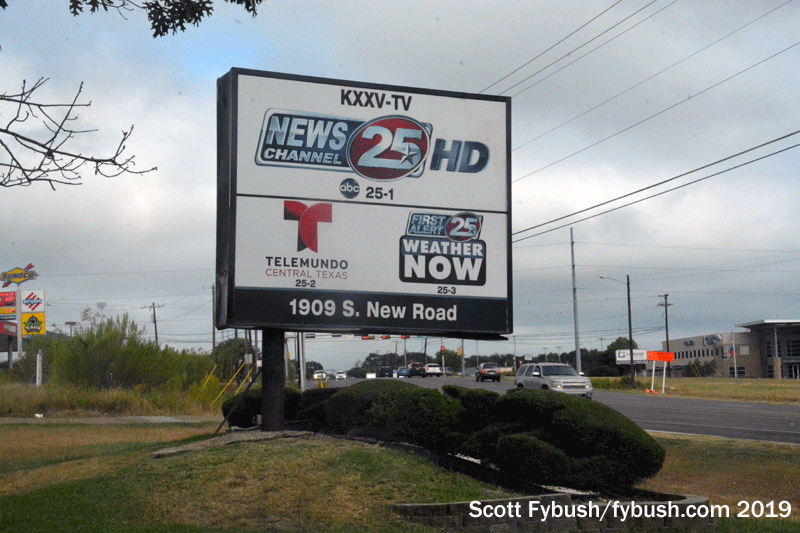 KXXV-TV
NEWS 25 HD
CHANNEL
abc 25-1
TELEMUNDO
CENTRAL TEXAS
25-2
FIRST ALERT 25
WEATHER
NOW
25-3
1909 S. New Road
SUNOCO
Scott Fybush/fybush.com 2019